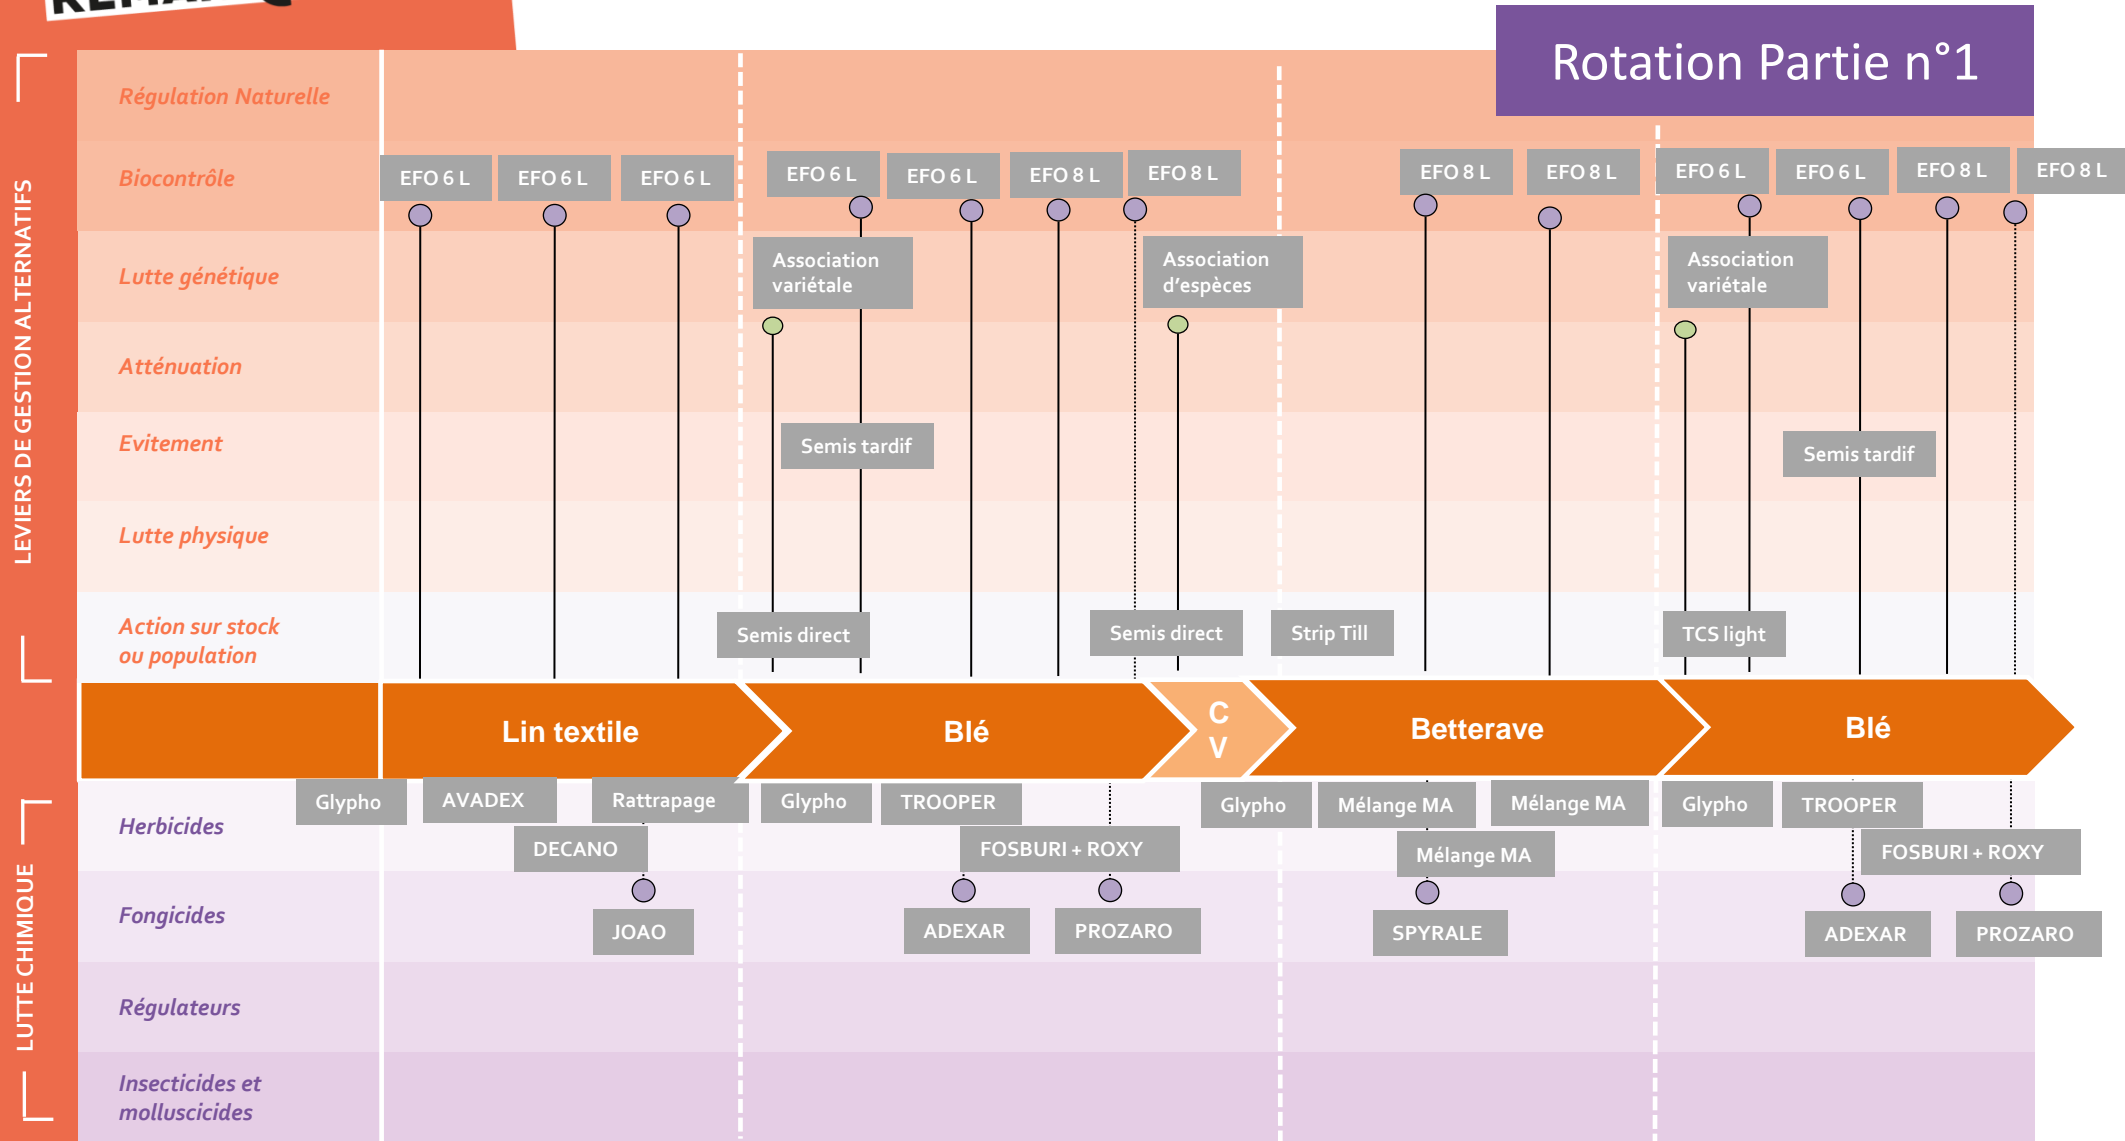 Rotation Partie n°1
LEVIERS DE GESTION ALTERNATIFS
Régulation Naturelle
Biocontrôle
EFO 6 L
EFO 6 L
EFO 6 L
EFO 6 L
EFO 6 L
EFO 8 L
EFO 8 L
EFO 8 L
EFO 8 L
EFO 6 L
EFO 6 L
EFO 8 L
EFO 8 L
Lutte génétique
Association
variétale
Association
d'espèces
Association
variétale
Atténuation
Evitement
Semis tardif
Semis tardif
Lutte physique
Action sur stock
ou population
Semis direct
Semis direct
Strip Till
TCS light
Lin textile
Blé
C
V
Betterave
Blé
LUTTE CHIMIQUE
Herbicides
Glypho
AVADEX
Rattrapage
Glypho
TROOPER
Glypho
Mélange MA
Mélange MA
Glypho
TROOPER
DECANO
FOSBURI + ROXY
Mélange MA
FOSBURI + ROXY
Fongicides
JOAO
ADEXAR
PROZARO
SPYRALE
ADEXAR
PROZARO
Régulateurs
Insecticides et
molluscicides